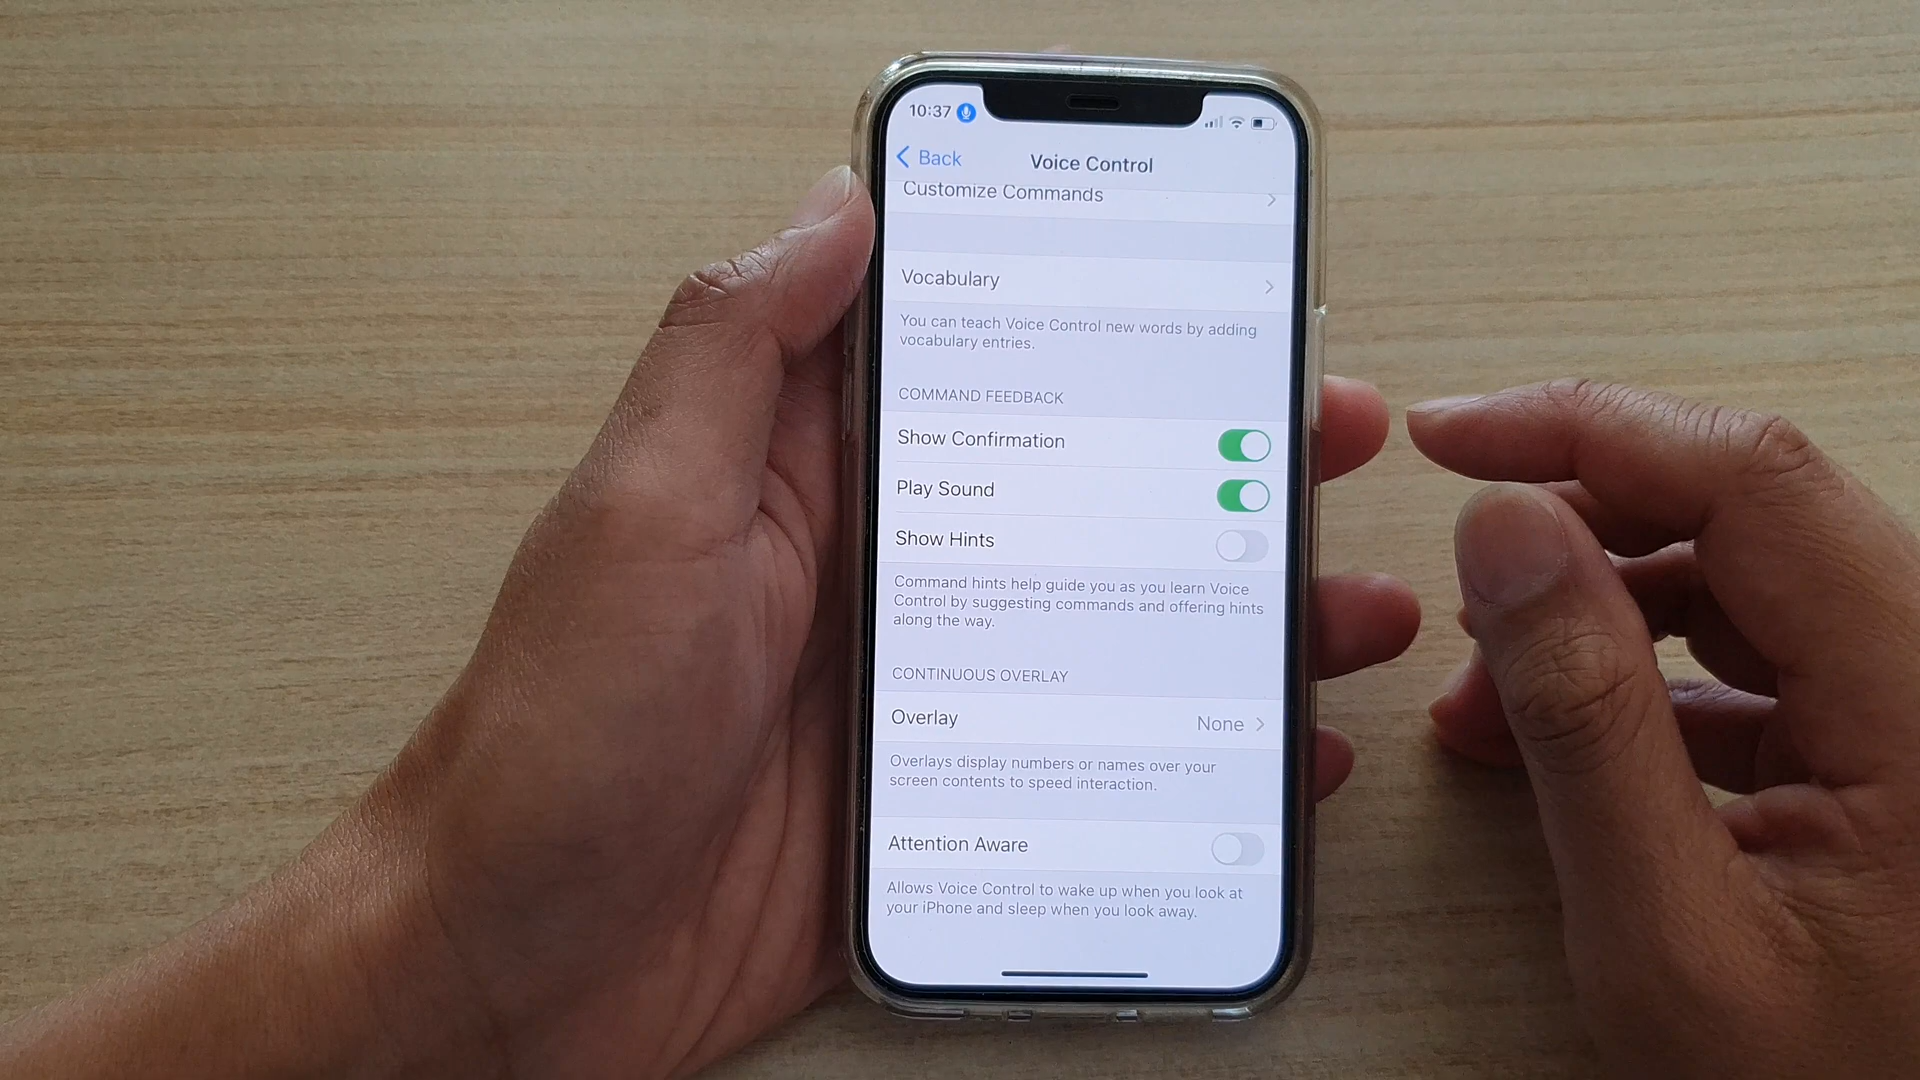 10:37
Back
Voice Control
Customize Commands
Vocabulary
You can teach Voice Control new words by adding
vocabulary entries.
COMMAND FEEDBACK
Show Confirmation
Play Sound
Show Hints
Command hints help guide you as you learn Voice
Control by suggesting commands and offering hints
along the way.
CONTINUOUS OVERLAY
Overlay None
Overlays display numbers or names over your
screen contents to speed interaction.
Attention Aware
Allows Voice Control to wake up when you look at
your iPhone and sleep when you look away.